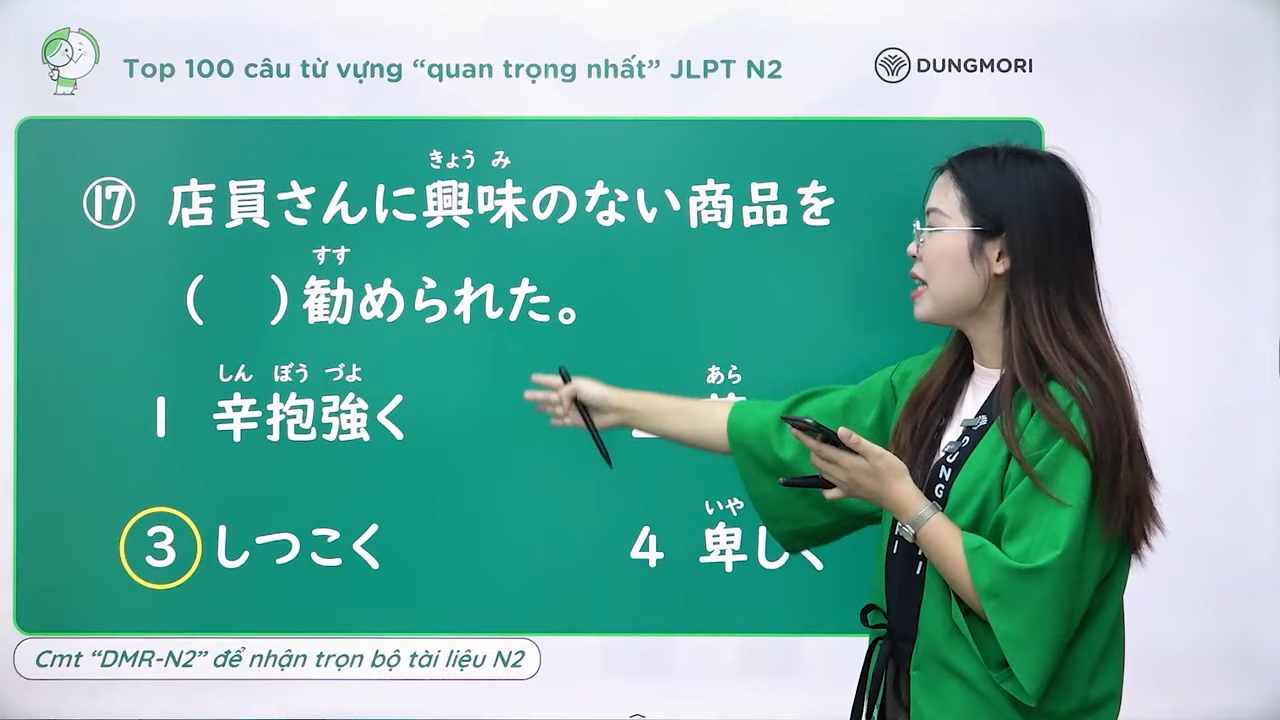 Top 100 câu từ vựng “quan trọng nhất” JLPT N2
DUNGMORI
きょう み
⑰ 店員さんに興味のない商品を
すす
( )勧められた。
しん ぼう づよ
1 辛抱強く
あら
3 しつこく
いや
4 卑しく
Cmt “DMR-N2” để nhận trọn bộ tài liệu N2